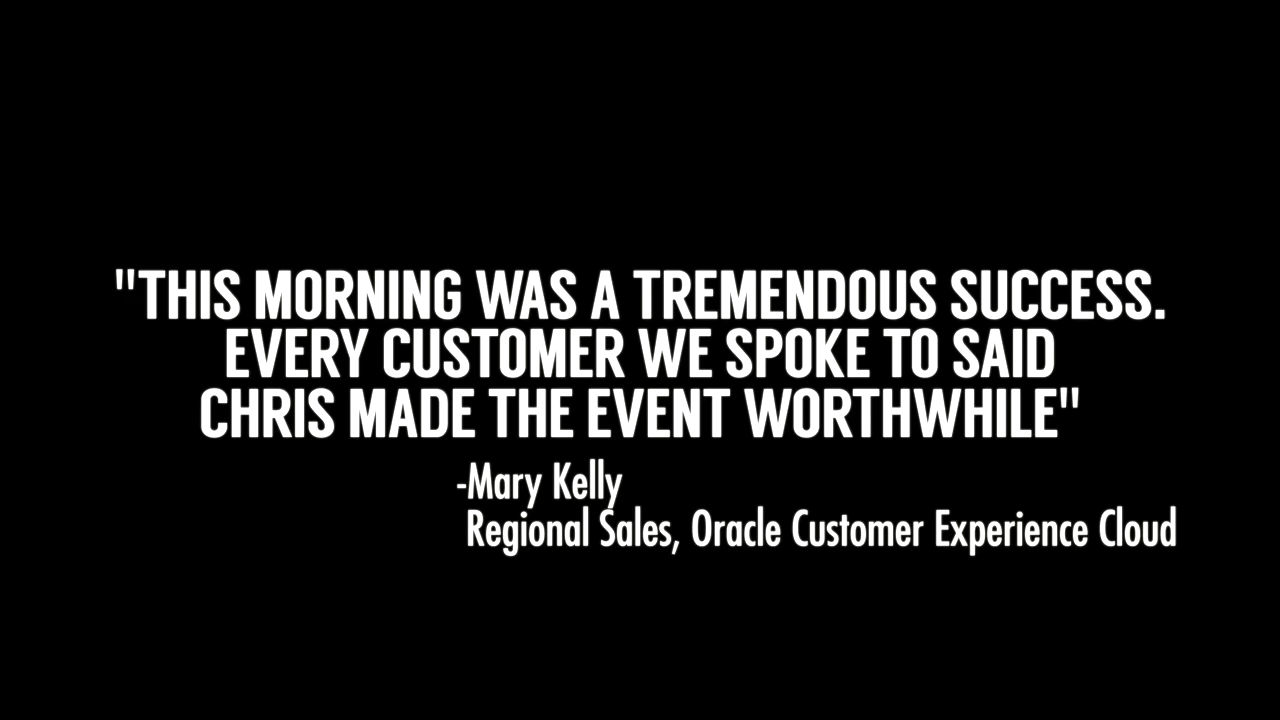 "THIS MORNING WAS A TREMENDOUS SUCCESS.
EVERY CUSTOMER WE SPOKE TO SAID
CHRIS MADE THE EVENT WORTHWHILE"
-Mary Kelly
Regional Sales, Oracle Customer Experience Cloud